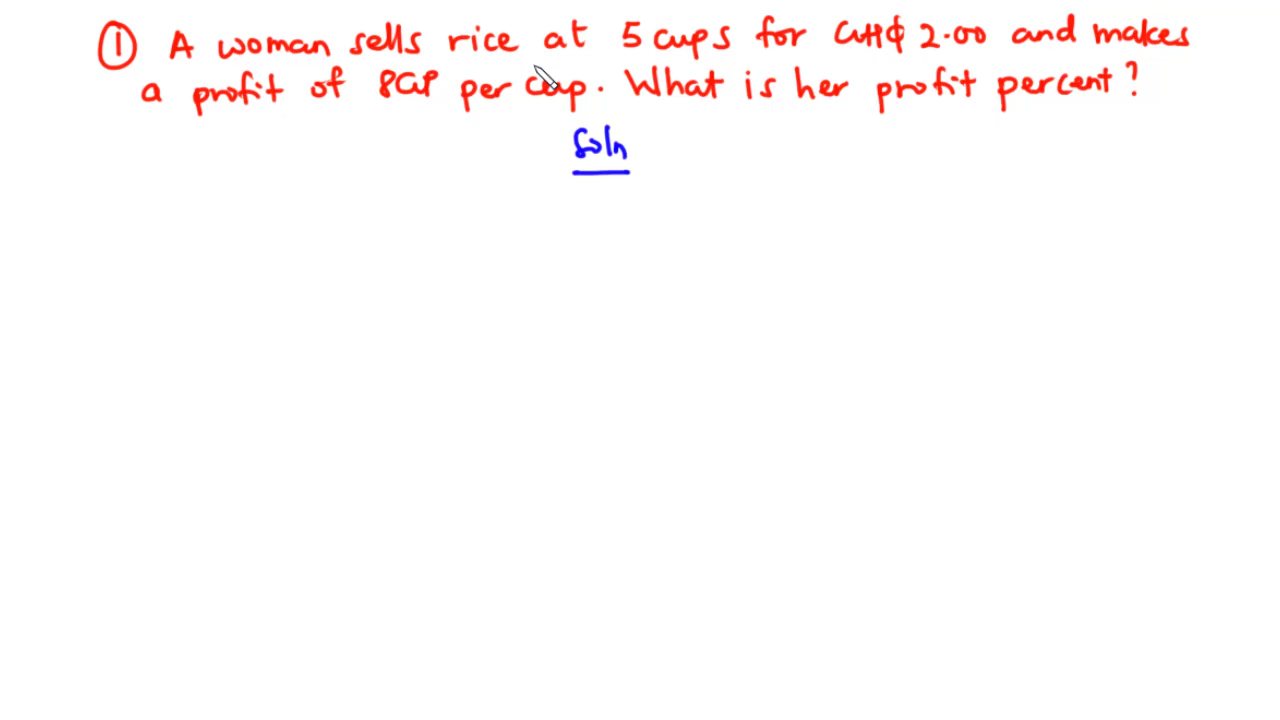 ① A woman sells rice at 5 cups for GH¢ 2.00 and makes
a profit of 8GP per cup. What is her profit percent?
Soln